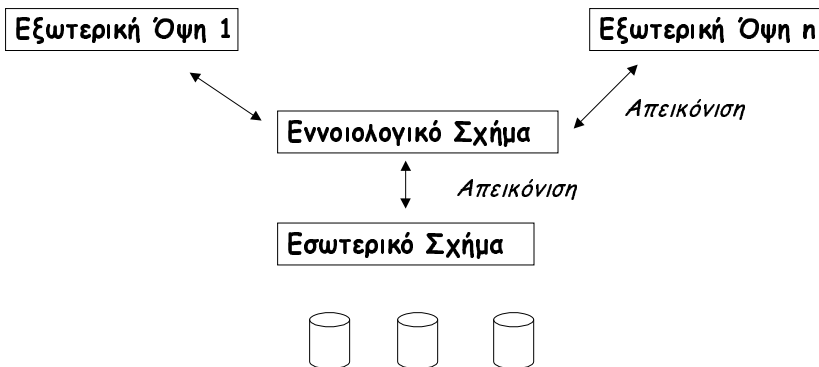 Εξωτερική Όψη 1
Εξωτερική Όψη n
Απεικόνιση
Εννοιολογικό Σχήμα
Απεικόνιση
Εσωτερικό Σχήμα